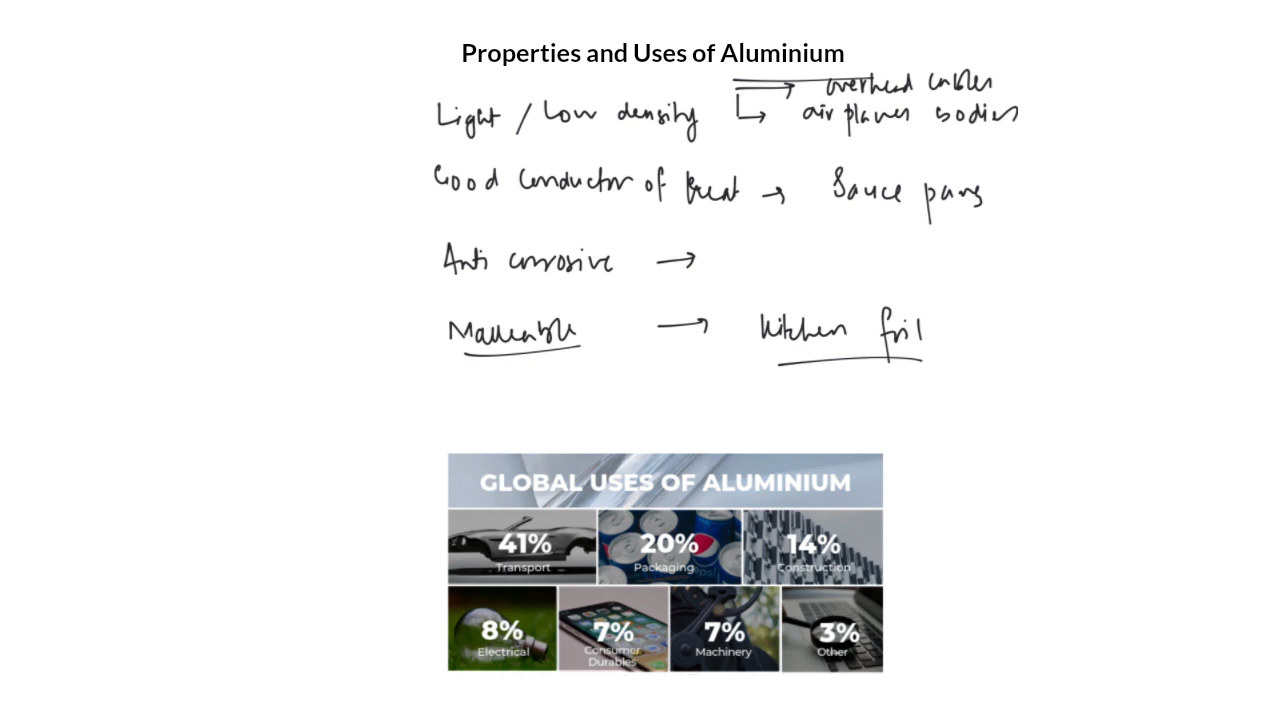 Properties and Uses of Aluminium
Light / Low density → overhead cables
↳ air planes bodies
Good conductor of heat → Sauce pans
Anti corrosive →
Malleable → kitchen foil
GLOBAL USES OF ALUMINIUM
41%
Transport
20%
Packaging
14%
Construction
8%
Electrical
7%
Consumer
Durables
7%
Machinery
3%
Other